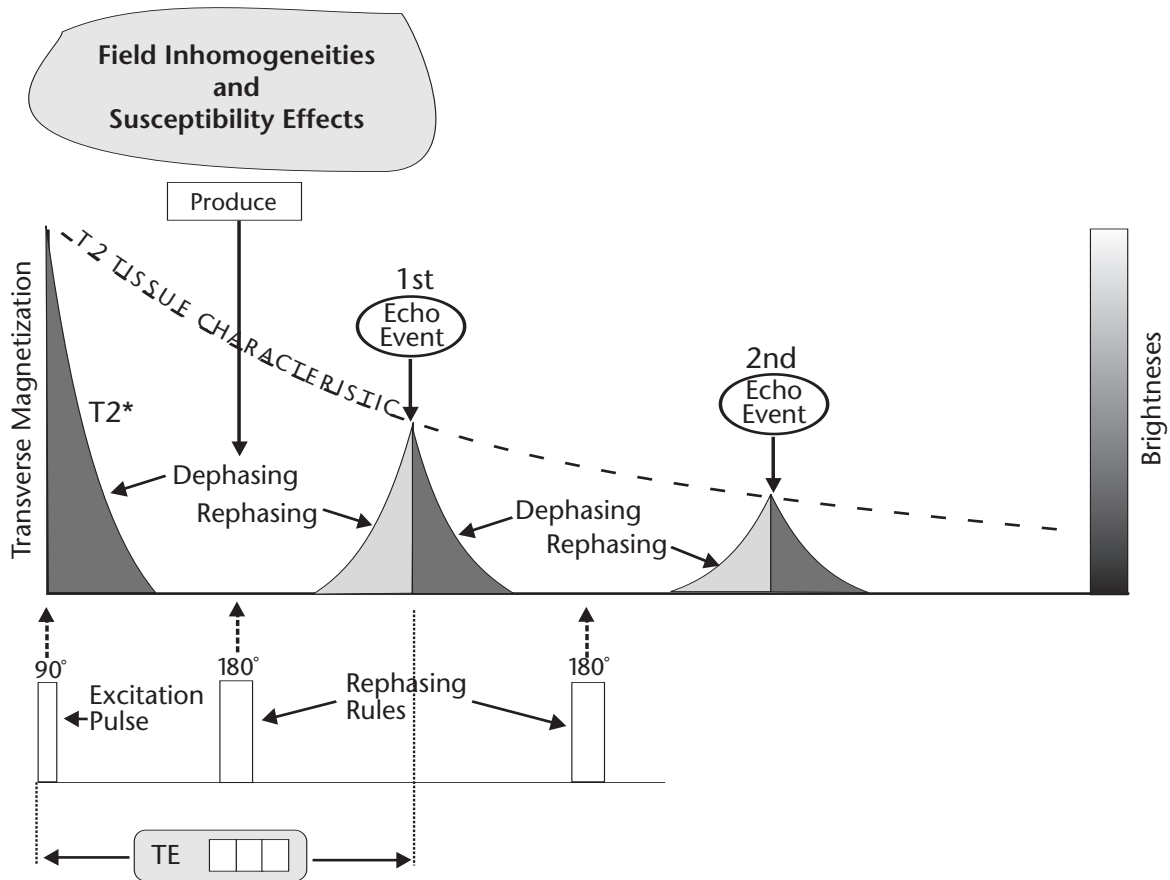 Field Inhomogeneities
and
Susceptibility Effects
Produce
T2 TISSUE CHARACTERISTIC
Transverse Magnetization
T2*
1st
Echo
Event
2nd
Echo
Event
Brightneses
Dephasing
Rephasing
Dephasing
Rephasing
90°
180°
180°
Excitation
Pulse
Rephasing
Rules
TE